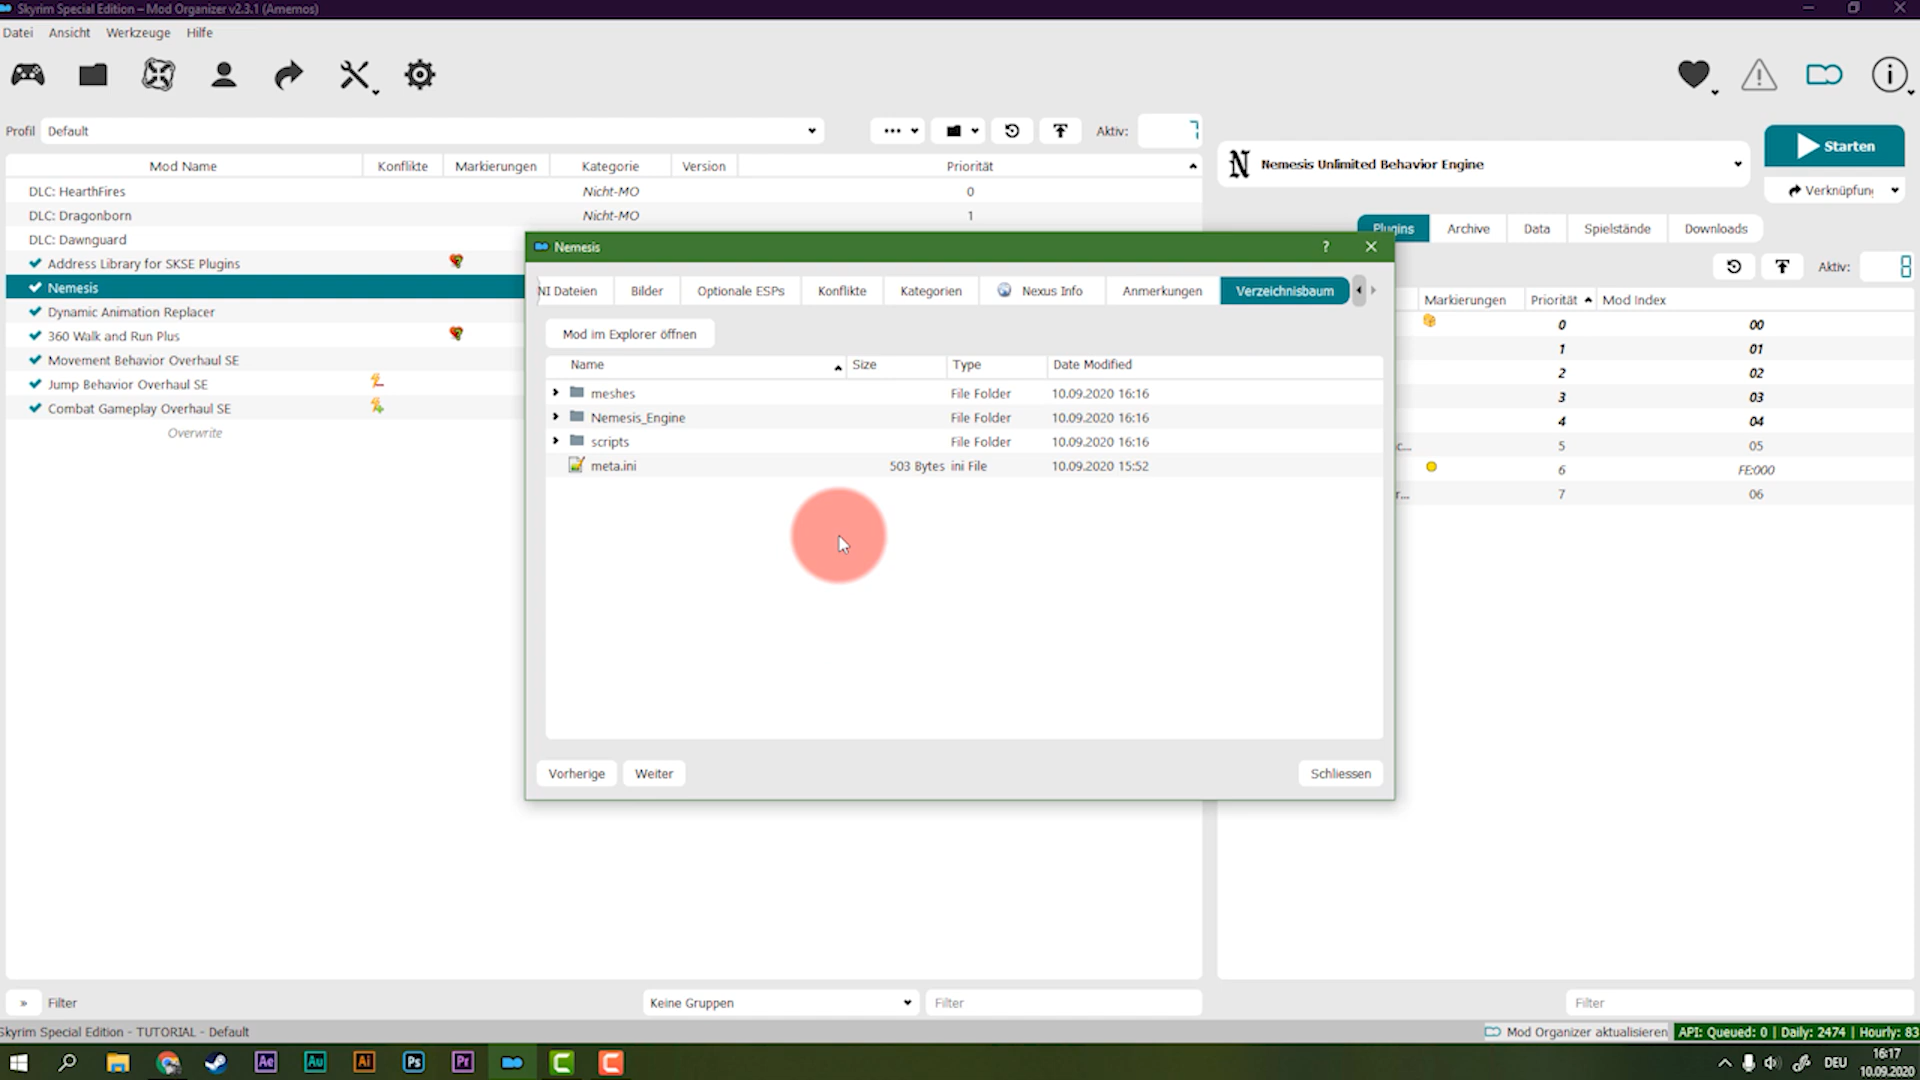 Skyrim Special Edition – Mod Organizer v2.3.1 (Amemos)
Datei Ansicht Werkzeuge Hilfe
Profil Default Aktiv: 7
Mod Name Konflikte Markierungen Kategorie Version Priorität
DLC: HearthFires Nicht-MO 0
DLC: Dragonborn Nicht-MO 1
DLC: Dawnguard
Address Library for SKSE Plugins
Nemesis
Dynamic Animation Replacer
360 Walk and Run Plus
Movement Behavior Overhaul SE
Jump Behavior Overhaul SE
Combat Gameplay Overhaul SE
Overwrite
Nemesis ?
NI Dateien Bilder Optionale ESPs Konflikte Kategorien Nexus Info Anmerkungen Verzeichnisbaum
Mod im Explorer öffnen
Name Size Type Date Modified
meshes File Folder 10.09.2020 16:16
Nemesis_Engine File Folder 10.09.2020 16:16
scripts File Folder 10.09.2020 16:16
meta.ini 503 Bytes ini File 10.09.2020 15:52
Vorherige Weiter Schliessen
N Nemesis Unlimited Behavior Engine
Starten
Verknüpfun
Plugins Archive Data Spielstände Downloads
Aktiv: 8
Markierungen Priorität Mod Index
0 00
1 01
2 02
3 03
4 04
c... 5 05
6 FE:000
r... 7 06
» Filter Keine Gruppen Filter Filter
Skyrim Special Edition - TUTORIAL - Default
Mod Organizer aktualisieren API: Queued: 0 | Daily: 2474 | Hourly: 83
Ae Au Ai Ps Pr
DEU 16:17
10.09.2020